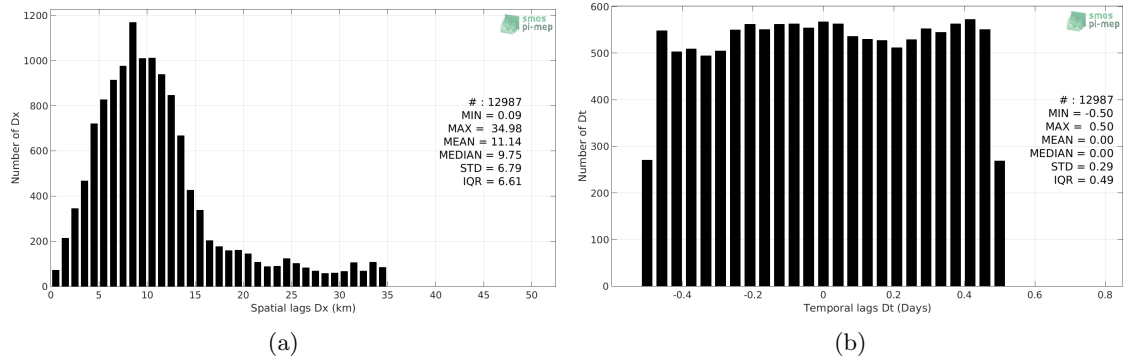 smos
pi-mep
1200
1000
800
600
400
200
0
Number of Dx
# : 12987
MIN = 0.09
MAX = 34.98
MEAN = 11.14
MEDIAN = 9.75
STD = 6.79
IQR = 6.61
0 5 10 15 20 25 30 35 40 45 50
Spatial lags Dx (km)
(a)
smos
pi-mep
600
500
400
300
200
100
0
Number of Dt
# : 12987
MIN = -0.50
MAX = 0.50
MEAN = 0.00
MEDIAN = 0.00
STD = 0.29
IQR = 0.49
-0.4 -0.2 0 0.2 0.4 0.6 0.8
Temporal lags Dt (Days)
(b)